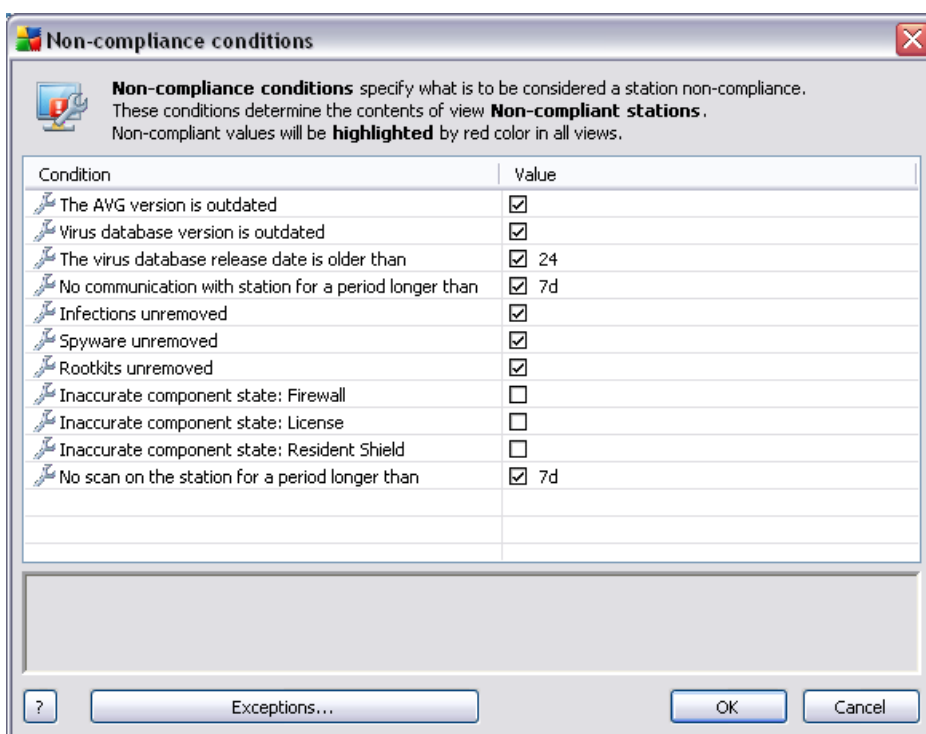 Non-compliance conditions
Non-compliance conditions specify what is to be considered a station non-compliance.
These conditions determine the contents of view Non-compliant stations.
Non-compliant values will be highlighted by red color in all views.
Condition Value
The AVG version is outdated
Virus database version is outdated
The virus database release date is older than 24
No communication with station for a period longer than 7d
Infections unremoved
Spyware unremoved
Rootkits unremoved
Inaccurate component state: Firewall
Inaccurate component state: License
Inaccurate component state: Resident Shield
No scan on the station for a period longer than 7d
? Exceptions... OK Cancel